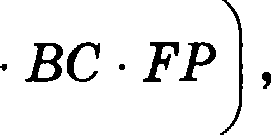 · BC · FP),